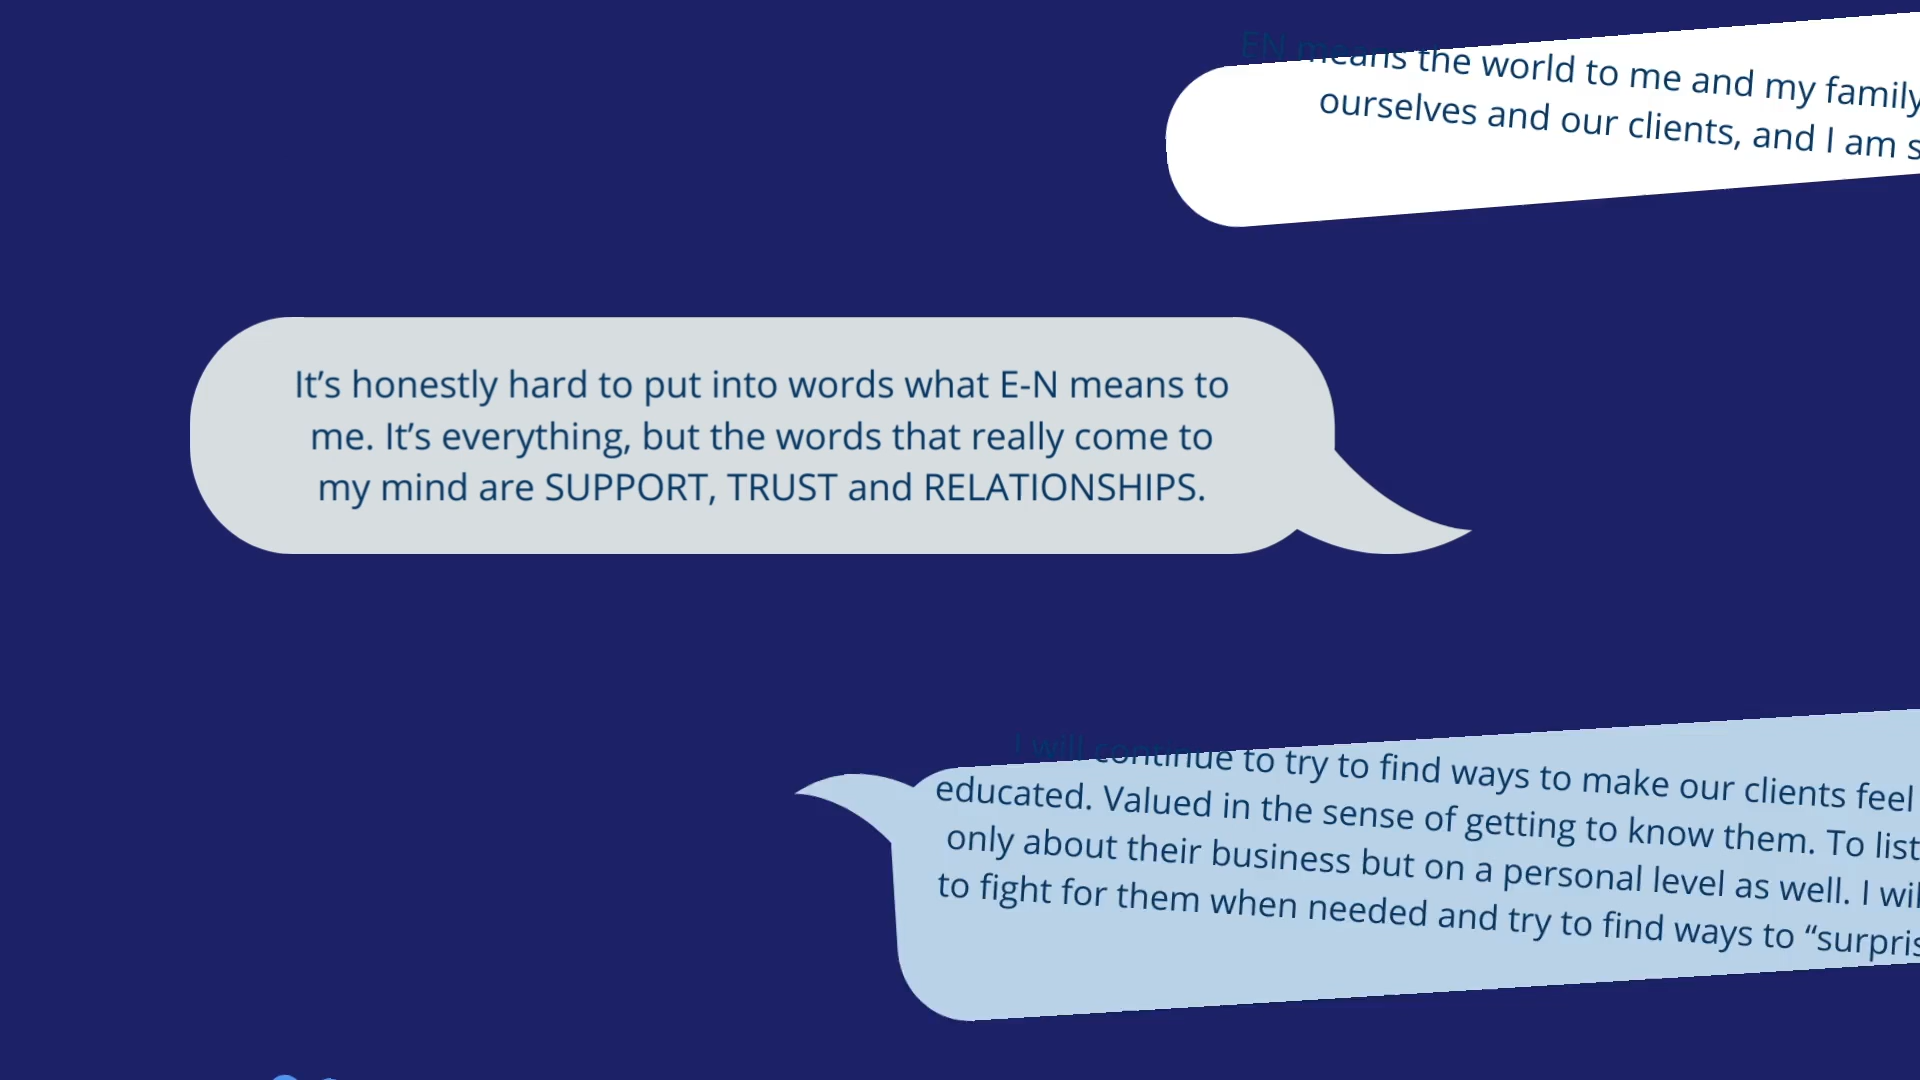 EN means the world to me and my family
ourselves and our clients, and I am
It’s honestly hard to put into words what E-N means to
me. It’s everything, but the words that really come to
my mind are SUPPORT, TRUST and RELATIONSHIPS.
I will continue to try to find ways to make our clients feel
educated. Valued in the sense of getting to know them. To
only about their business but on a personal level as well. I
to fight for them when needed and try to find ways to